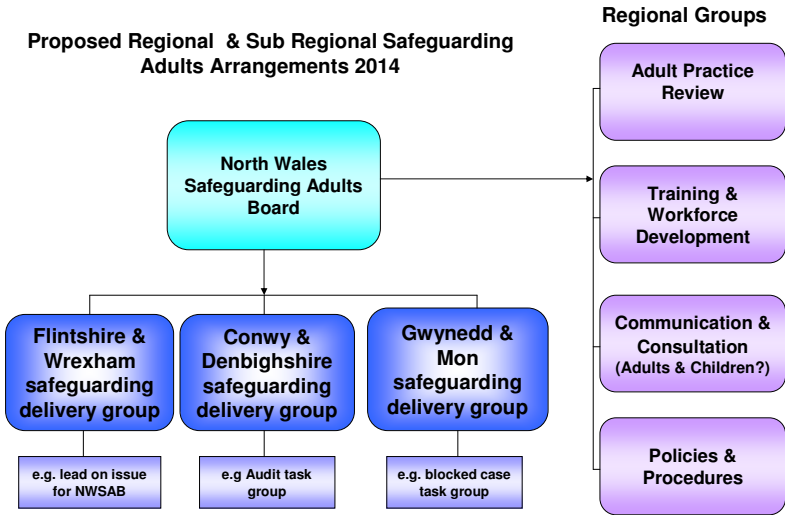 Proposed Regional & Sub Regional Safeguarding
Adults Arrangements 2014
Regional Groups
Adult Practice
Review
Training &
Workforce
Development
Communication &
Consultation
(Adults & Children?)
Policies &
Procedures
North Wales
Safeguarding Adults
Board
Flintshire &
Wrexham
safeguarding
delivery group
Conwy &
Denbighshire
safeguarding
delivery group
Gwynedd &
Mon
safeguarding
delivery group
e.g. lead on issue
for NWSAB
e.g Audit task
group
e.g. blocked case
task group